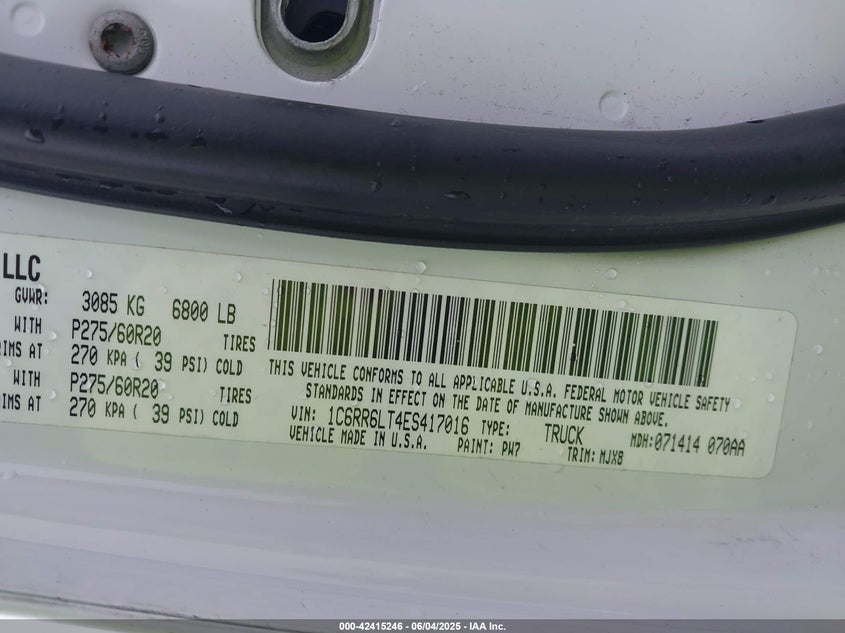 LLC
GVWR: 3085 KG 6800 LB
WITH P275/60R20 TIRES
RIMS AT 270 KPA ( 39 PSI) COLD
WITH P275/60R20 TIRES
RIMS AT 270 KPA ( 39 PSI) COLD
THIS VEHICLE CONFORMS TO ALL APPLICABLE U.S.A. FEDERAL MOTOR VEHICLE SAFETY
STANDARDS IN EFFECT ON THE DATE OF MANUFACTURE SHOWN ABOVE.
VIN: 1C6RR6LT4ES417016 TYPE: TRUCK MDH:071414 070AA
VEHICLE MADE IN U.S.A. PAINT: PW7 TRIM: MJX8
000-42415246 - 06/04/2025 - IAA Inc.